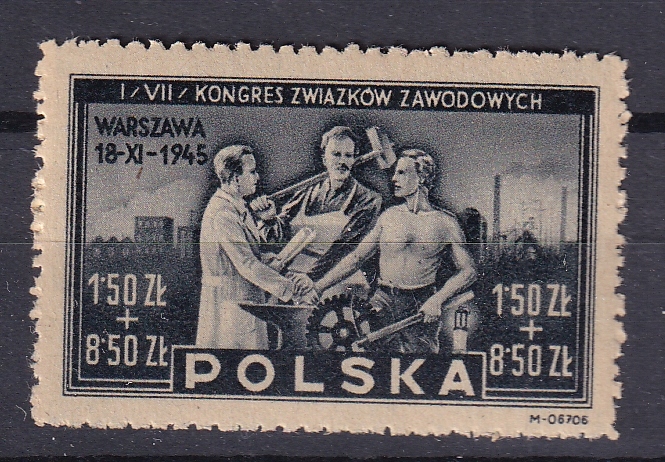 I/VII/ KONGRES ZWIĄZKÓW ZAWODOWYCH
WARSZAWA
18-XI-1945
1·50 ZŁ
+
8·50 ZŁ
1·50 ZŁ
+
8·50 ZŁ
POLSKA
M-06706